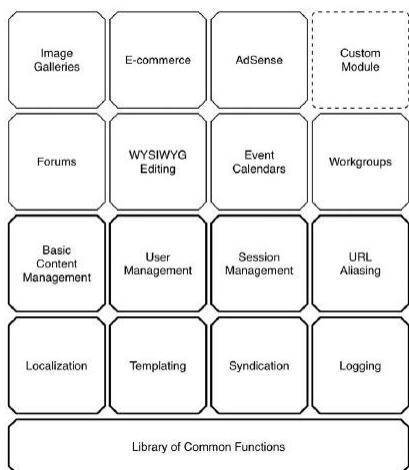 Image
Galleries
E-commerce
AdSense
Custom
Module
Forums
WYSIWYG
Editing
Event
Calendars
Workgroups
Basic
Content
Management
User
Management
Session
Management
URL
Aliasing
Localization
Templating
Syndication
Logging
Library of Common Functions